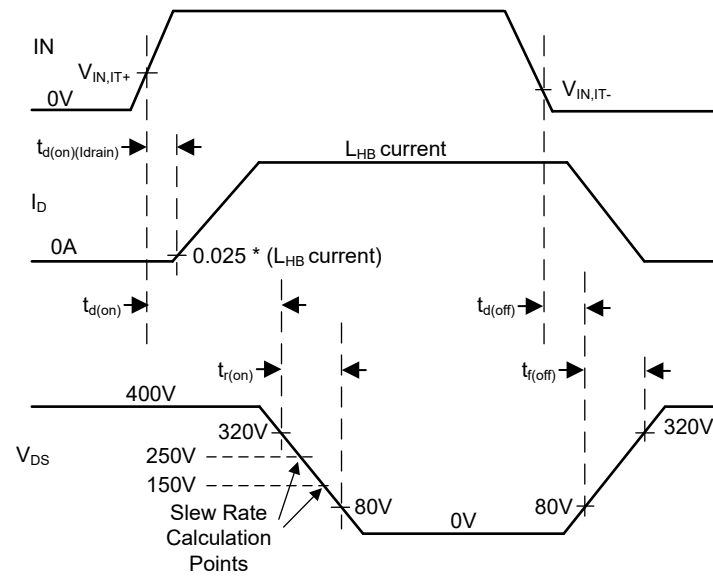 IN
V_IN,IT+
0V
V_IN,IT-
t_d(on)(Idrain)
L_HB current
I_D
0A
0.025 * (L_HB current)
t_d(on)
t_d(off)
t_r(on)
t_f(off)
400V
320V
320V
V_DS
250V
150V
80V
0V
80V
Slew Rate
Calculation
Points